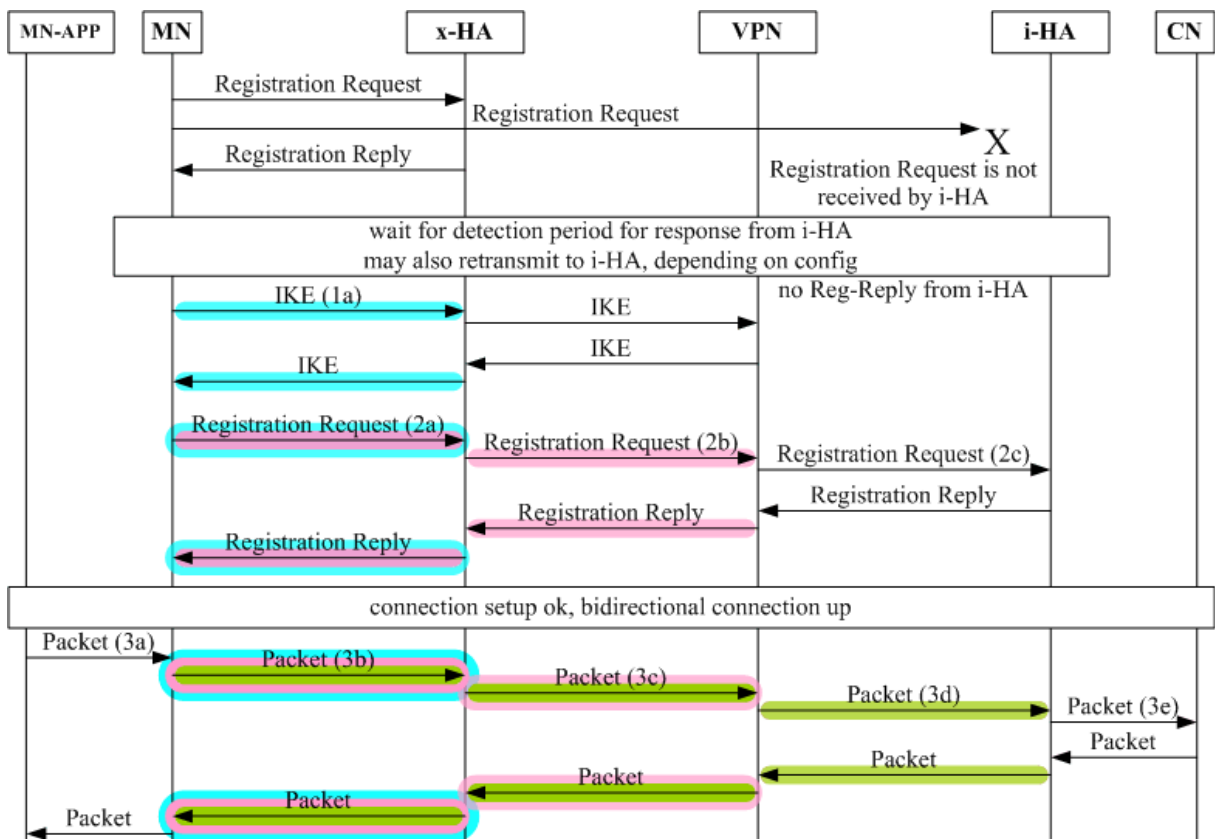 MN-APP MN x-HA VPN i-HA CN
Registration Request
Registration Request
X
Registration Reply
Registration Request is not
received by i-HA
wait for detection period for response from i-HA
may also retransmit to i-HA, depending on config
no Reg-Reply from i-HA
IKE (1a)
IKE
IKE
IKE
Registration Request (2a)
Registration Request (2b)
Registration Request (2c)
Registration Reply
Registration Reply
Registration Reply
connection setup ok, bidirectional connection up
Packet (3a)
Packet (3b)
Packet (3c)
Packet (3d)
Packet (3e)
Packet
Packet
Packet
Packet
Packet